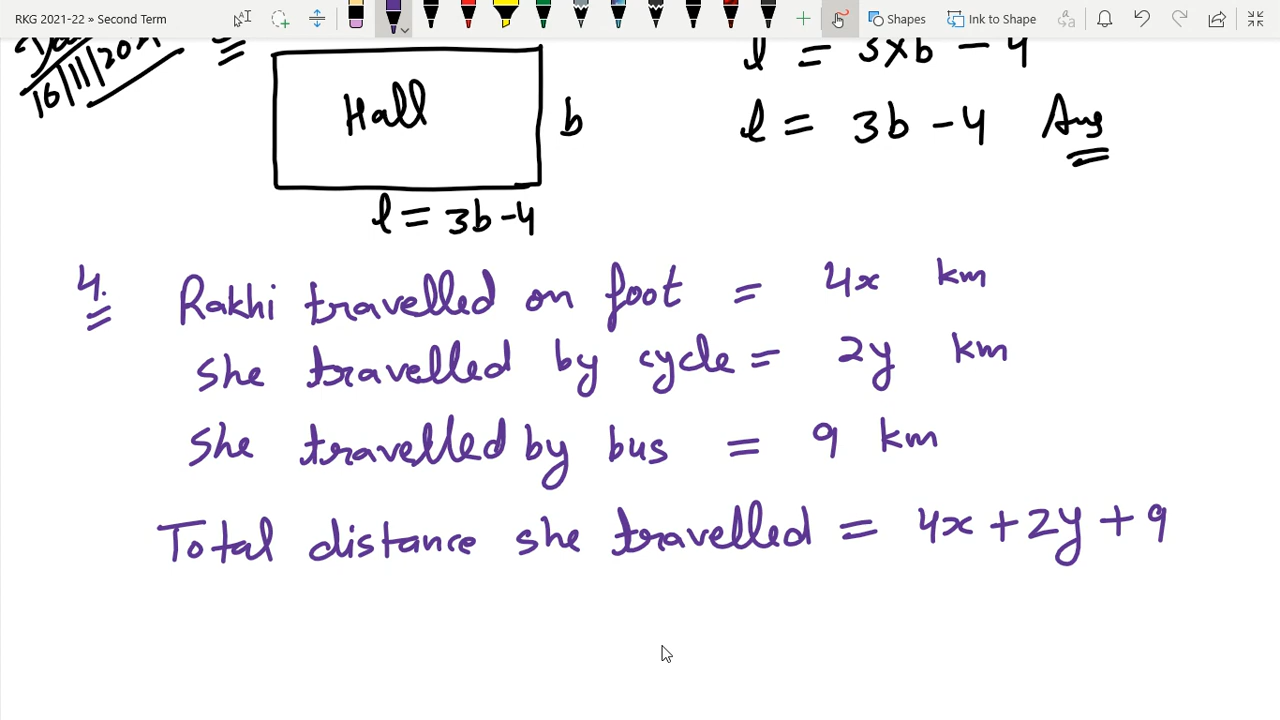 RKG 2021-22 » Second Term
Shapes
Ink to Shape
16/11/20
l = 3xb - 4
Hall
b
l = 3b - 4 Ans
l = 3b - 4
4. Rakhi travelled on foot = 4x km
she travelled by cycle = 2y km
She travelled by bus = 9 km
Total distance she travelled = 4x + 2y + 9